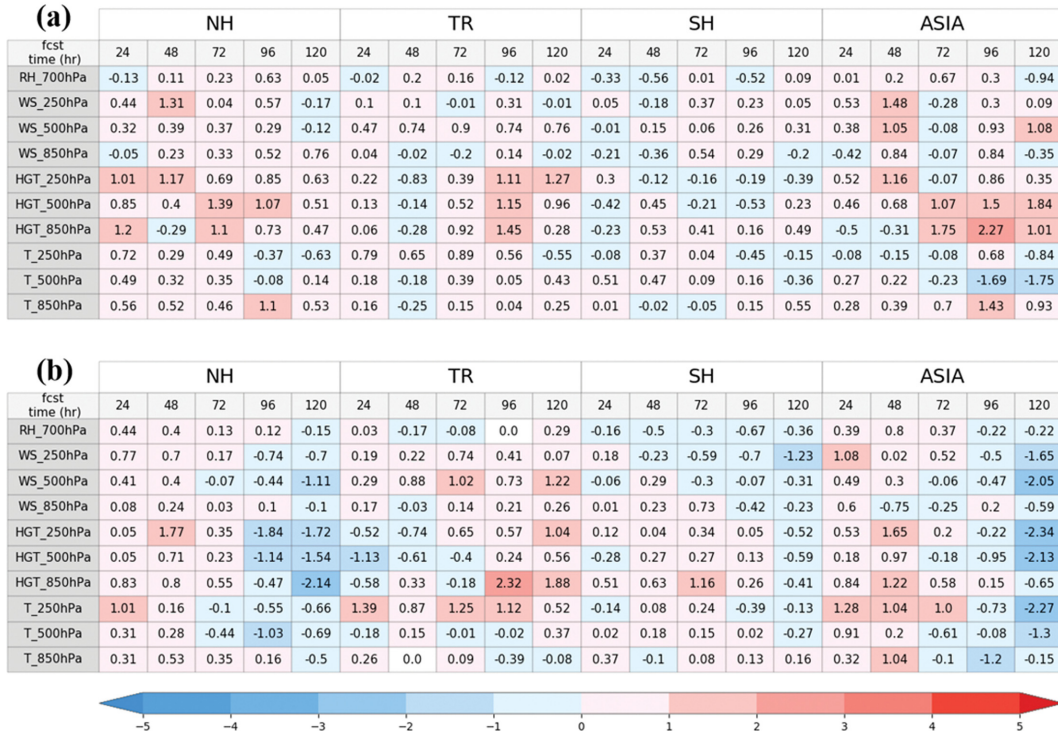 (a) NH TR SH ASIA
fcst time (hr) 24 48 72 96 120 24 48 72 96 120 24 48 72 96 120 24 48 72 96 120
RH_700hPa -0.13 0.11 0.23 0.63 0.05 -0.02 0.2 0.16 -0.12 0.02 -0.33 -0.56 0.01 -0.52 0.09 0.01 0.2 0.67 0.3 -0.94
WS_250hPa 0.44 1.31 0.04 0.57 -0.17 0.1 0.1 -0.01 0.31 -0.01 0.05 -0.18 0.37 0.23 0.05 0.53 1.48 -0.28 0.3 0.09
WS_500hPa 0.32 0.39 0.37 0.29 -0.12 0.47 0.74 0.9 0.74 0.76 -0.01 0.15 0.06 0.26 0.31 0.38 1.05 -0.08 0.93 1.08
WS_850hPa -0.05 0.23 0.33 0.52 0.76 0.04 -0.02 -0.2 0.14 -0.02 -0.21 -0.36 0.54 0.29 -0.2 -0.42 0.84 -0.07 0.84 -0.35
HGT_250hPa 1.01 1.17 0.69 0.85 0.63 0.22 -0.83 0.39 1.11 1.27 0.3 -0.12 -0.16 -0.19 -0.39 0.52 1.16 -0.07 0.86 0.35
HGT_500hPa 0.85 0.4 1.39 1.07 0.51 0.13 -0.14 0.52 1.15 0.96 -0.42 0.45 -0.21 -0.53 0.23 0.46 0.68 1.07 1.5 1.84
HGT_850hPa 1.2 -0.29 1.1 0.73 0.47 0.06 -0.28 0.92 1.45 0.28 -0.23 0.53 0.41 0.16 0.49 -0.5 -0.31 1.75 2.27 1.01
T_250hPa 0.72 0.29 0.49 -0.37 -0.63 0.79 0.65 0.89 0.56 -0.55 -0.08 0.37 0.04 -0.45 -0.15 -0.08 -0.15 -0.08 0.68 -0.84
T_500hPa 0.49 0.32 0.35 -0.08 0.14 0.18 -0.18 0.39 0.05 0.43 0.51 0.47 0.09 0.16 -0.36 0.27 0.22 -0.23 -1.69 -1.75
T_850hPa 0.56 0.52 0.46 1.1 0.53 0.16 -0.25 0.15 0.04 0.25 0.01 -0.02 -0.05 0.15 0.55 0.28 0.39 0.7 1.43 0.93
(b) NH TR SH ASIA
fcst time (hr) 24 48 72 96 120 24 48 72 96 120 24 48 72 96 120 24 48 72 96 120
RH_700hPa 0.44 0.4 0.13 0.12 -0.15 0.03 -0.17 -0.08 0.0 0.29 -0.16 -0.5 -0.3 -0.67 -0.36 0.39 0.8 0.37 -0.22 -0.22
WS_250hPa 0.77 0.7 0.17 -0.74 -0.7 0.19 0.22 0.74 0.41 0.07 0.18 -0.23 -0.59 -0.7 -1.23 1.08 0.02 0.52 -0.5 -1.65
WS_500hPa 0.41 0.4 -0.07 -0.44 -1.11 0.29 0.88 1.02 0.73 1.22 -0.06 0.29 -0.3 -0.07 -0.31 0.49 0.3 -0.06 -0.47 -2.05
WS_850hPa 0.08 0.24 0.03 0.1 -0.1 0.17 -0.03 0.14 0.21 0.26 0.01 0.23 0.73 -0.42 -0.23 0.6 -0.75 -0.25 0.2 -0.59
HGT_250hPa 0.05 1.77 0.35 -1.84 -1.72 -0.52 -0.74 0.65 0.57 1.04 0.12 0.04 0.34 0.05 -0.52 0.53 1.65 0.2 -0.22 -2.34
HGT_500hPa 0.05 0.71 0.23 -1.14 -1.54 -1.13 -0.61 -0.4 0.24 0.56 -0.28 0.27 0.27 0.13 -0.59 0.18 0.97 -0.18 -0.95 -2.13
HGT_850hPa 0.83 0.8 0.55 -0.47 -2.14 -0.58 0.33 -0.18 2.32 1.88 0.51 0.63 1.16 0.26 -0.41 0.84 1.22 0.58 0.15 -0.65
T_250hPa 1.01 0.16 -0.1 -0.55 -0.66 1.39 0.87 1.25 1.12 0.52 -0.14 0.08 0.24 -0.39 -0.13 1.28 1.04 1.0 -0.73 -2.27
T_500hPa 0.31 0.28 -0.44 -1.03 -0.69 -0.18 0.15 -0.01 -0.02 0.37 0.02 0.18 0.15 0.02 -0.27 0.91 0.2 -0.61 -0.08 -1.3
T_850hPa 0.31 0.53 0.35 0.16 -0.5 0.26 0.0 0.09 -0.39 -0.08 0.37 -0.1 0.08 0.13 0.16 0.32 1.04 -0.1 -1.2 -0.15
−5 −4 −3 −2 −1 0 1 2 3 4 5